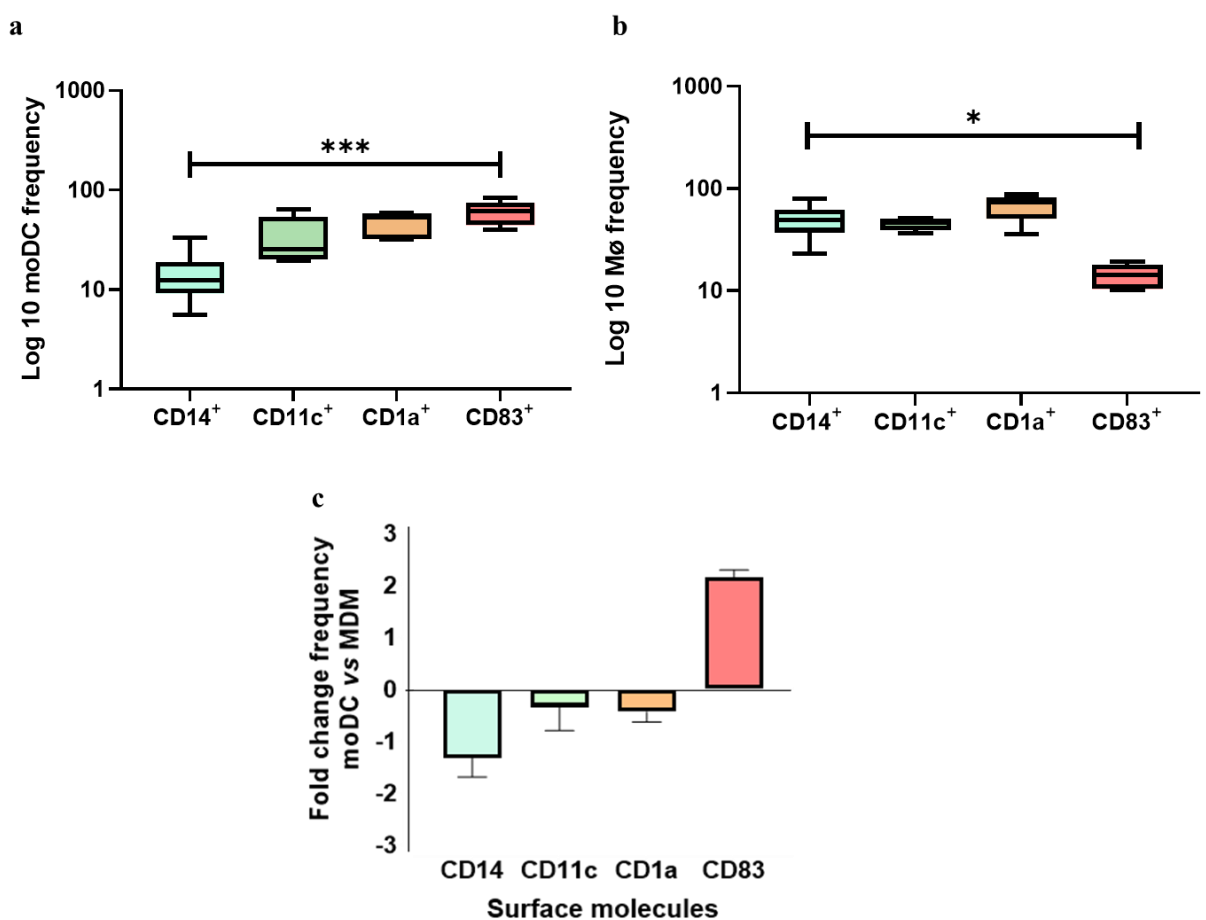 a
Log 10 moDC frequency
1000
100
10
1
***
CD14⁺
CD11c⁺
CD1a⁺
CD83⁺
b
Log 10 Mø frequency
1000
100
10
1
*
CD14⁺
CD11c⁺
CD1a⁺
CD83⁺
c
Fold change frequency
moDC vs MDM
3
2
1
0
-1
-2
-3
CD14
CD11c
CD1a
CD83
Surface molecules